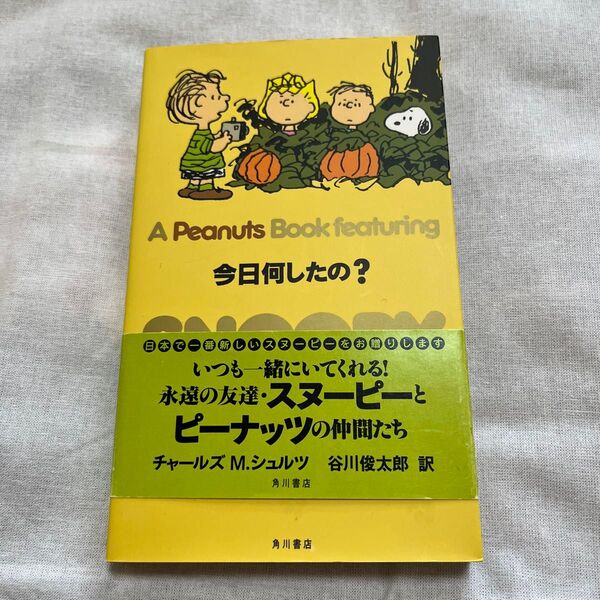 A Peanuts Book featuring
今日何したの?
SNOOPY
日本で一番新しいスヌーピーをお贈りします
いつも一緒にいてくれる!
永遠の友達・スヌーピーと
ピーナッツの仲間たち
チャールズ M.シュルツ 谷川俊太郎 訳
角川書店
角川書店